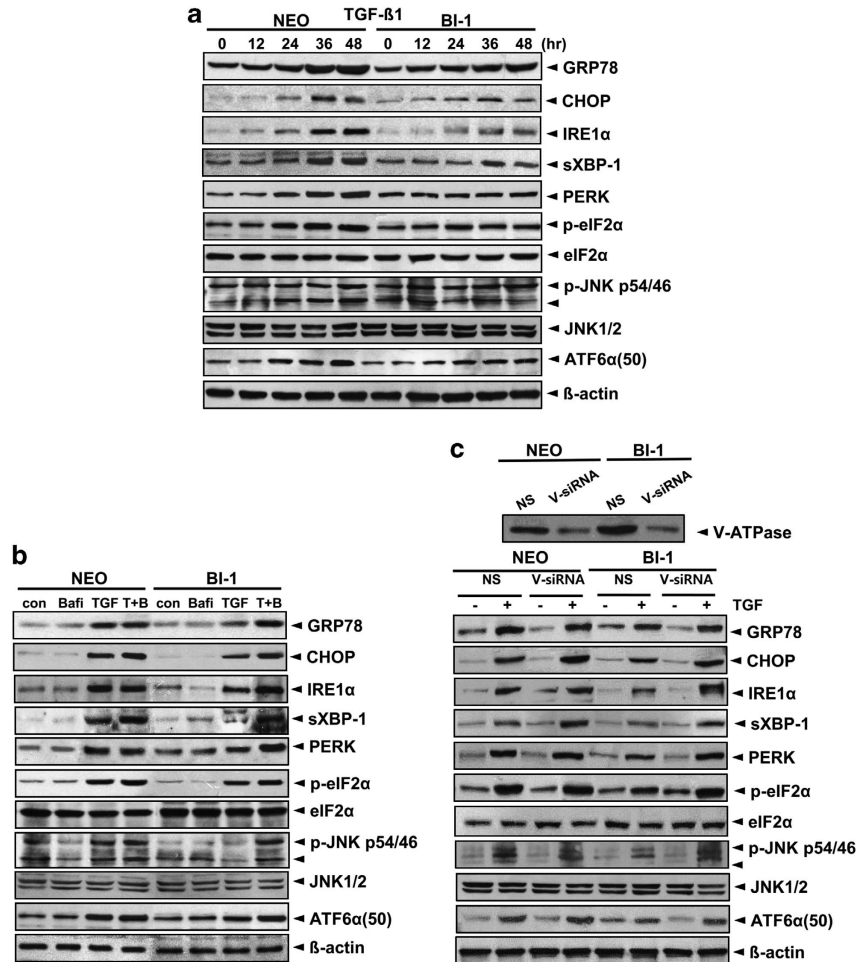 a
TGF-ß1
NEO BI-1
0 12 24 36 48 0 12 24 36 48 (hr)
GRP78
CHOP
IRE1α
sXBP-1
PERK
p-eIF2α
eIF2α
p-JNK p54/46
JNK1/2
ATF6α(50)
ß-actin
b
NEO BI-1
con Bafi TGF T+B con Bafi TGF T+B
GRP78
CHOP
IRE1α
sXBP-1
PERK
p-eIF2α
eIF2α
p-JNK p54/46
JNK1/2
ATF6α(50)
ß-actin
c
NEO BI-1
NS V-siRNA NS V-siRNA
V-ATPase
NEO BI-1
NS V-siRNA NS V-siRNA
- + - + - + - + TGF
GRP78
CHOP
IRE1α
sXBP-1
PERK
p-eIF2α
eIF2α
p-JNK p54/46
JNK1/2
ATF6α(50)
ß-actin